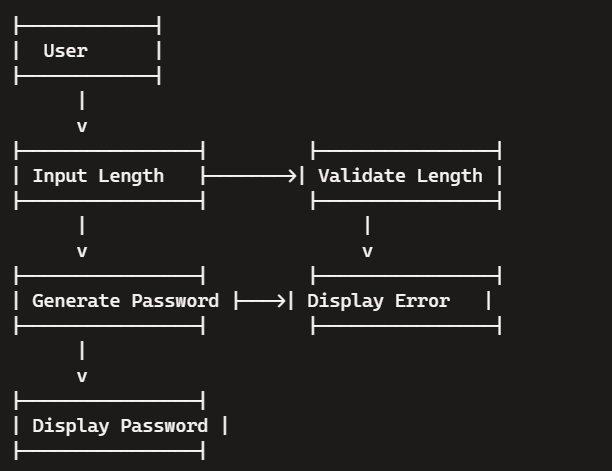 User
v
Input Length Validate Length
v v
Generate Password Display Error
v
Display Password